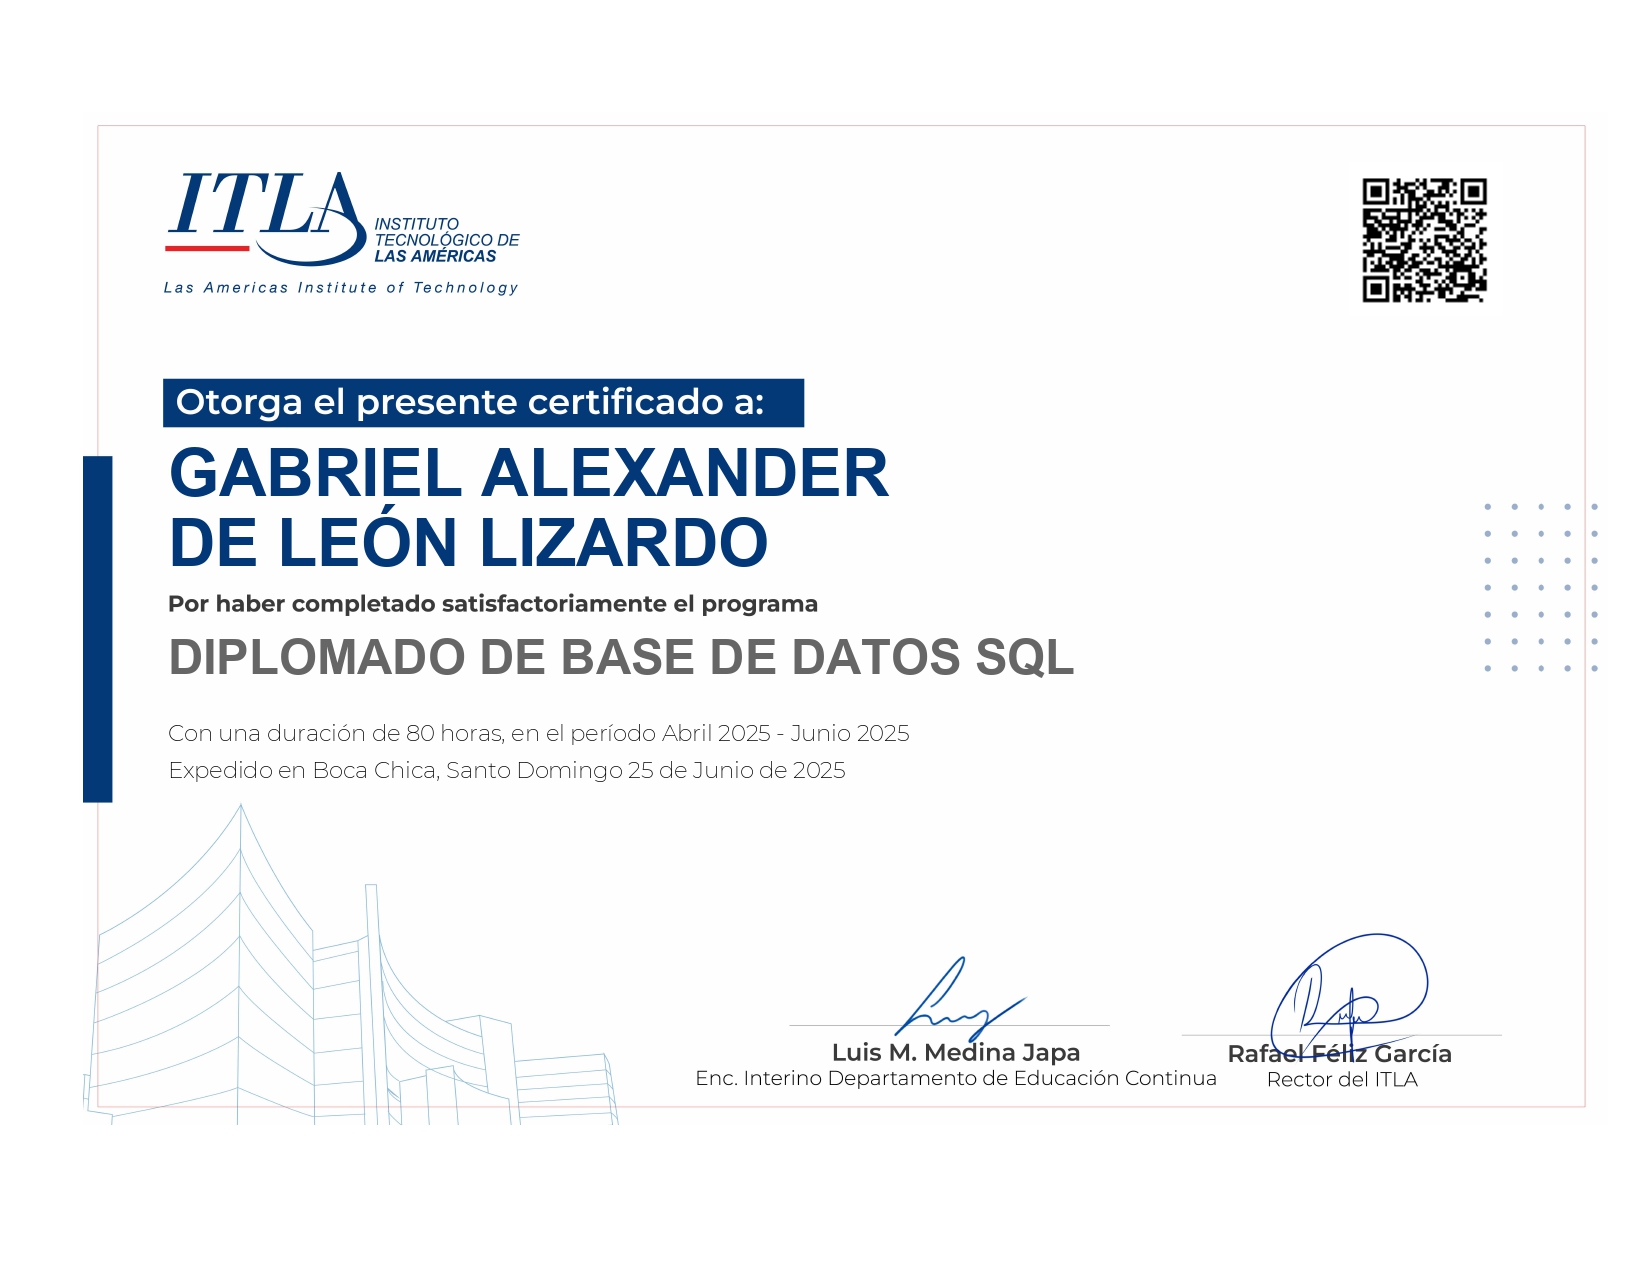 ITLA
INSTITUTO
TECNOLÓGICO DE
LAS AMÉRICAS
Las Americas Institute of Technology
Otorga el presente certificado a:
GABRIEL ALEXANDER
DE LEÓN LIZARDO
Por haber completado satisfactoriamente el programa
DIPLOMADO DE BASE DE DATOS SQL
Con una duración de 80 horas, en el período Abril 2025 - Junio 2025
Expedido en Boca Chica, Santo Domingo 25 de Junio de 2025
Luis M. Medina Japa
Enc. Interino Departamento de Educación Continua
Rafael Féliz García
Rector del ITLA